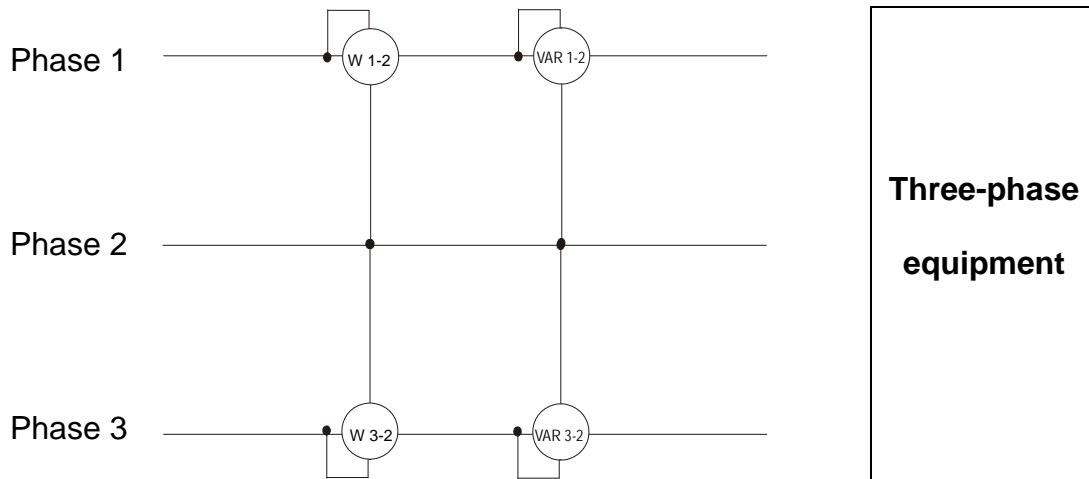 Phase 1
W 1-2
VAR 1-2
Three-phase
Phase 2
equipment
Phase 3
W 3-2
VAR 3-2